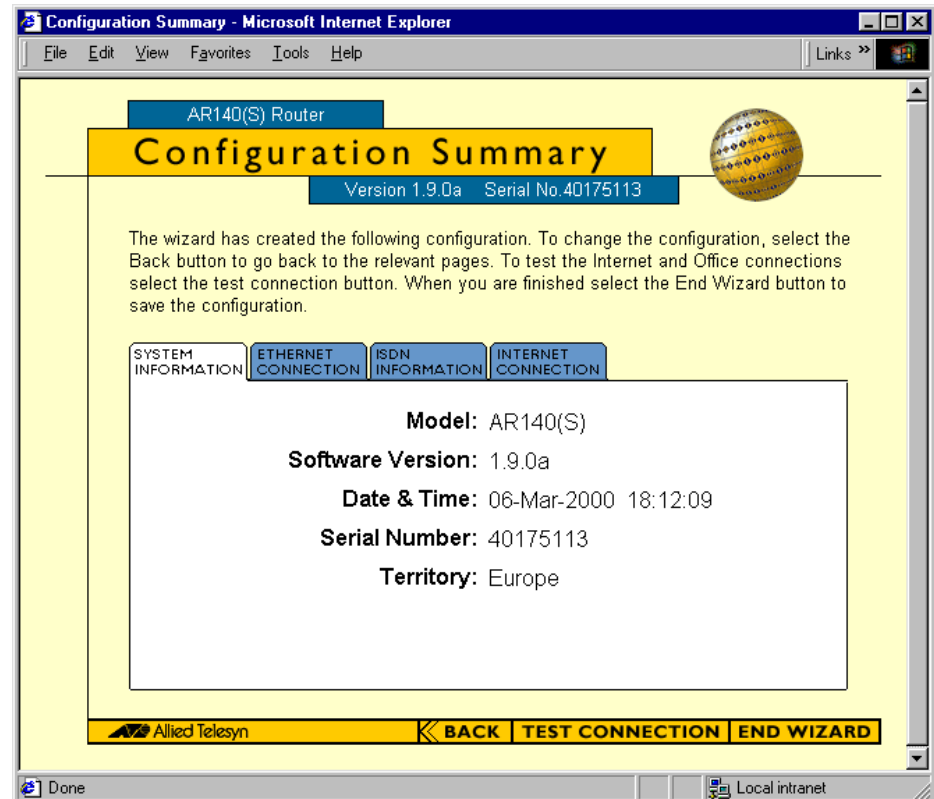 Configuration Summary - Microsoft Internet Explorer
File Edit View Favorites Tools Help Links »
AR140(S) Router
Configuration Summary
Version 1.9.0a Serial No.40175113
The wizard has created the following configuration. To change the configuration, select the
Back button to go back to the relevant pages. To test the Internet and Office connections
select the test connection button. When you are finished select the End Wizard button to
save the configuration.
SYSTEM INFORMATION
ETHERNET CONNECTION
ISDN INFORMATION
INTERNET CONNECTION
Model: AR140(S)
Software Version: 1.9.0a
Date & Time: 06-Mar-2000 18:12:09
Serial Number: 40175113
Territory: Europe
Allied Telesyn BACK TEST CONNECTION END WIZARD
Done Local intranet